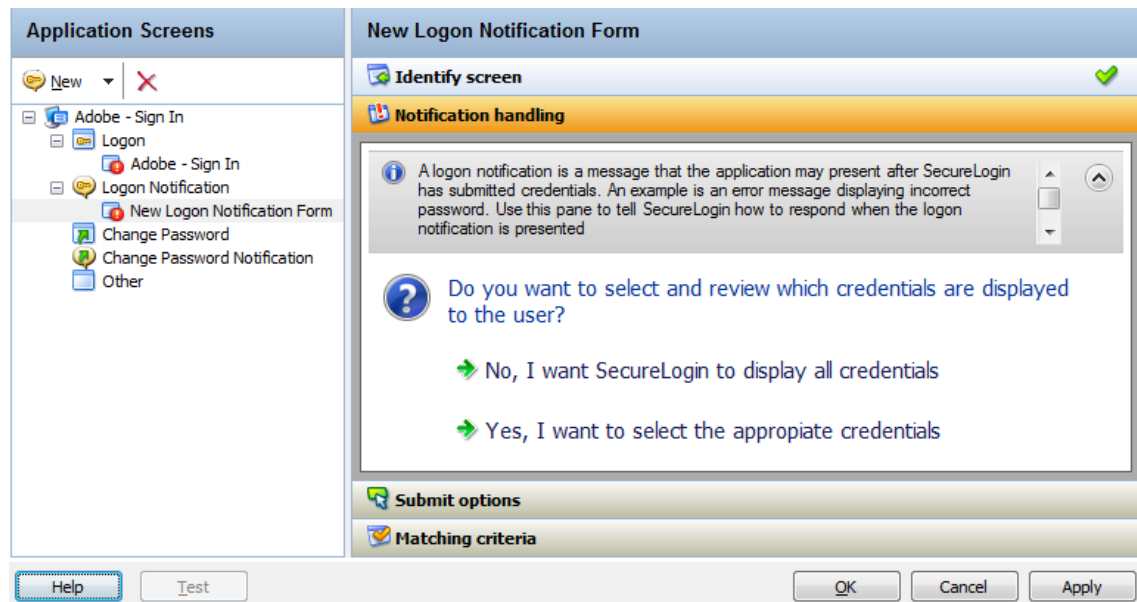 Application Screens
New
Adobe - Sign In
Logon
Adobe - Sign In
Logon Notification
New Logon Notification Form
Change Password
Change Password Notification
Other
New Logon Notification Form
Identify screen
Notification handling
A logon notification is a message that the application may present after SecureLogin
has submitted credentials. An example is an error message displaying incorrect
password. Use this pane to tell SecureLogin how to respond when the logon
notification is presented
Do you want to select and review which credentials are displayed
to the user?
No, I want SecureLogin to display all credentials
Yes, I want to select the appropiate credentials
Submit options
Matching criteria
Help
Test
OK
Cancel
Apply